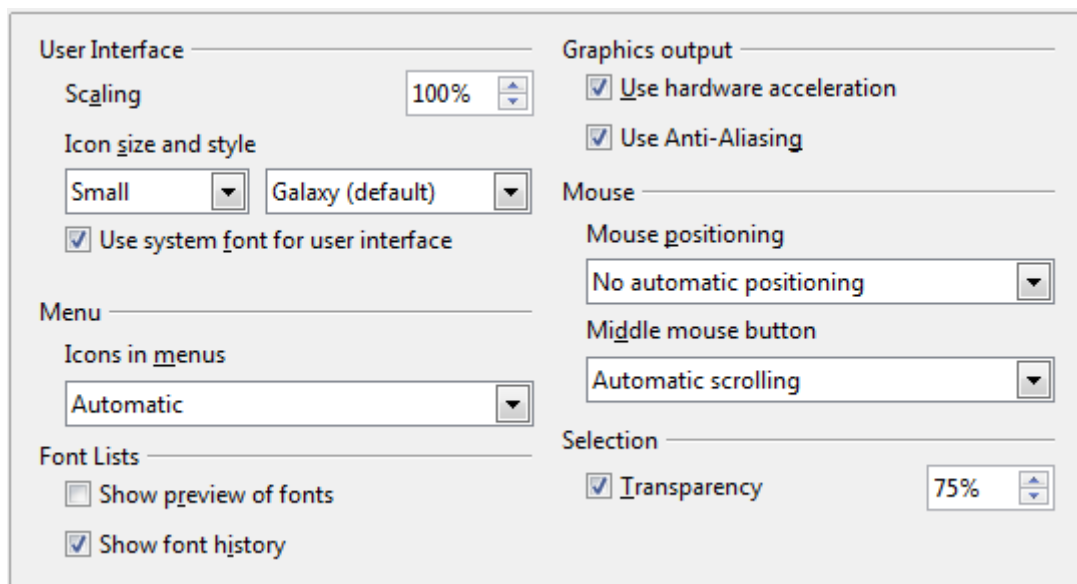 User Interface
Scaling 100%
Icon size and style
Small Galaxy (default)
Use system font for user interface
Menu
Icons in menus
Automatic
Font Lists
Show preview of fonts
Show font history
Graphics output
Use hardware acceleration
Use Anti-Aliasing
Mouse
Mouse positioning
No automatic positioning
Middle mouse button
Automatic scrolling
Selection
Transparency 75%